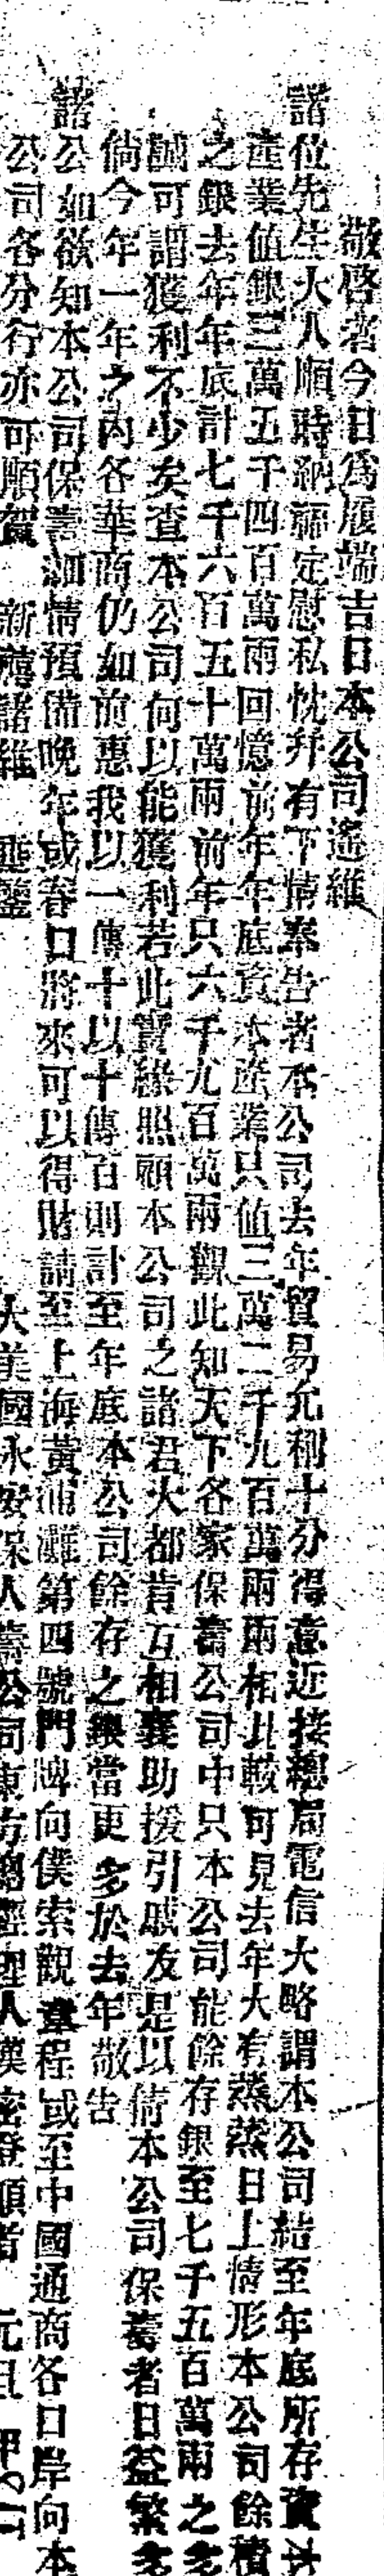 敬啓者今日為履端吉日本公司遙維
諸位先生大人順時納福定慰私忱幷有下情奉告者本公司去年貿易允稱十分得意近接總局電信大略謂本公司結至年底所存資本
產業值銀三萬五千四百萬兩回憶前年年底資本產業只值三萬二千九百萬兩兩相比較可見去年大有蒸蒸日上情形本公司餘積
之銀去年年底計七千六百五十萬兩前年只六千九百萬兩觀此知天下各家保壽公司中只本公司能餘存銀至七千五百萬兩之多
誠可謂獲利不少矣查本公司何以能獲利若此實緣照顧本公司之諸君大都肯互相襄助援引戚友是以倚本公司保壽者日益繁多
倘今年一年之內各華商仍如前惠我以一傳十以十傳百則計至年底本公司餘存之銀當更多於去年敬告
諸公如欲知本公司保壽細情預備晚年或眷口將來可以得財請至上海黃浦灘第四號門牌向僕索觀章程或至中國通商各口岸向本
公司各分行亦可順賀 新禧諸維 垂鑒 大美國永安保人壽公司東方總經理人漢密登頓首 元旦